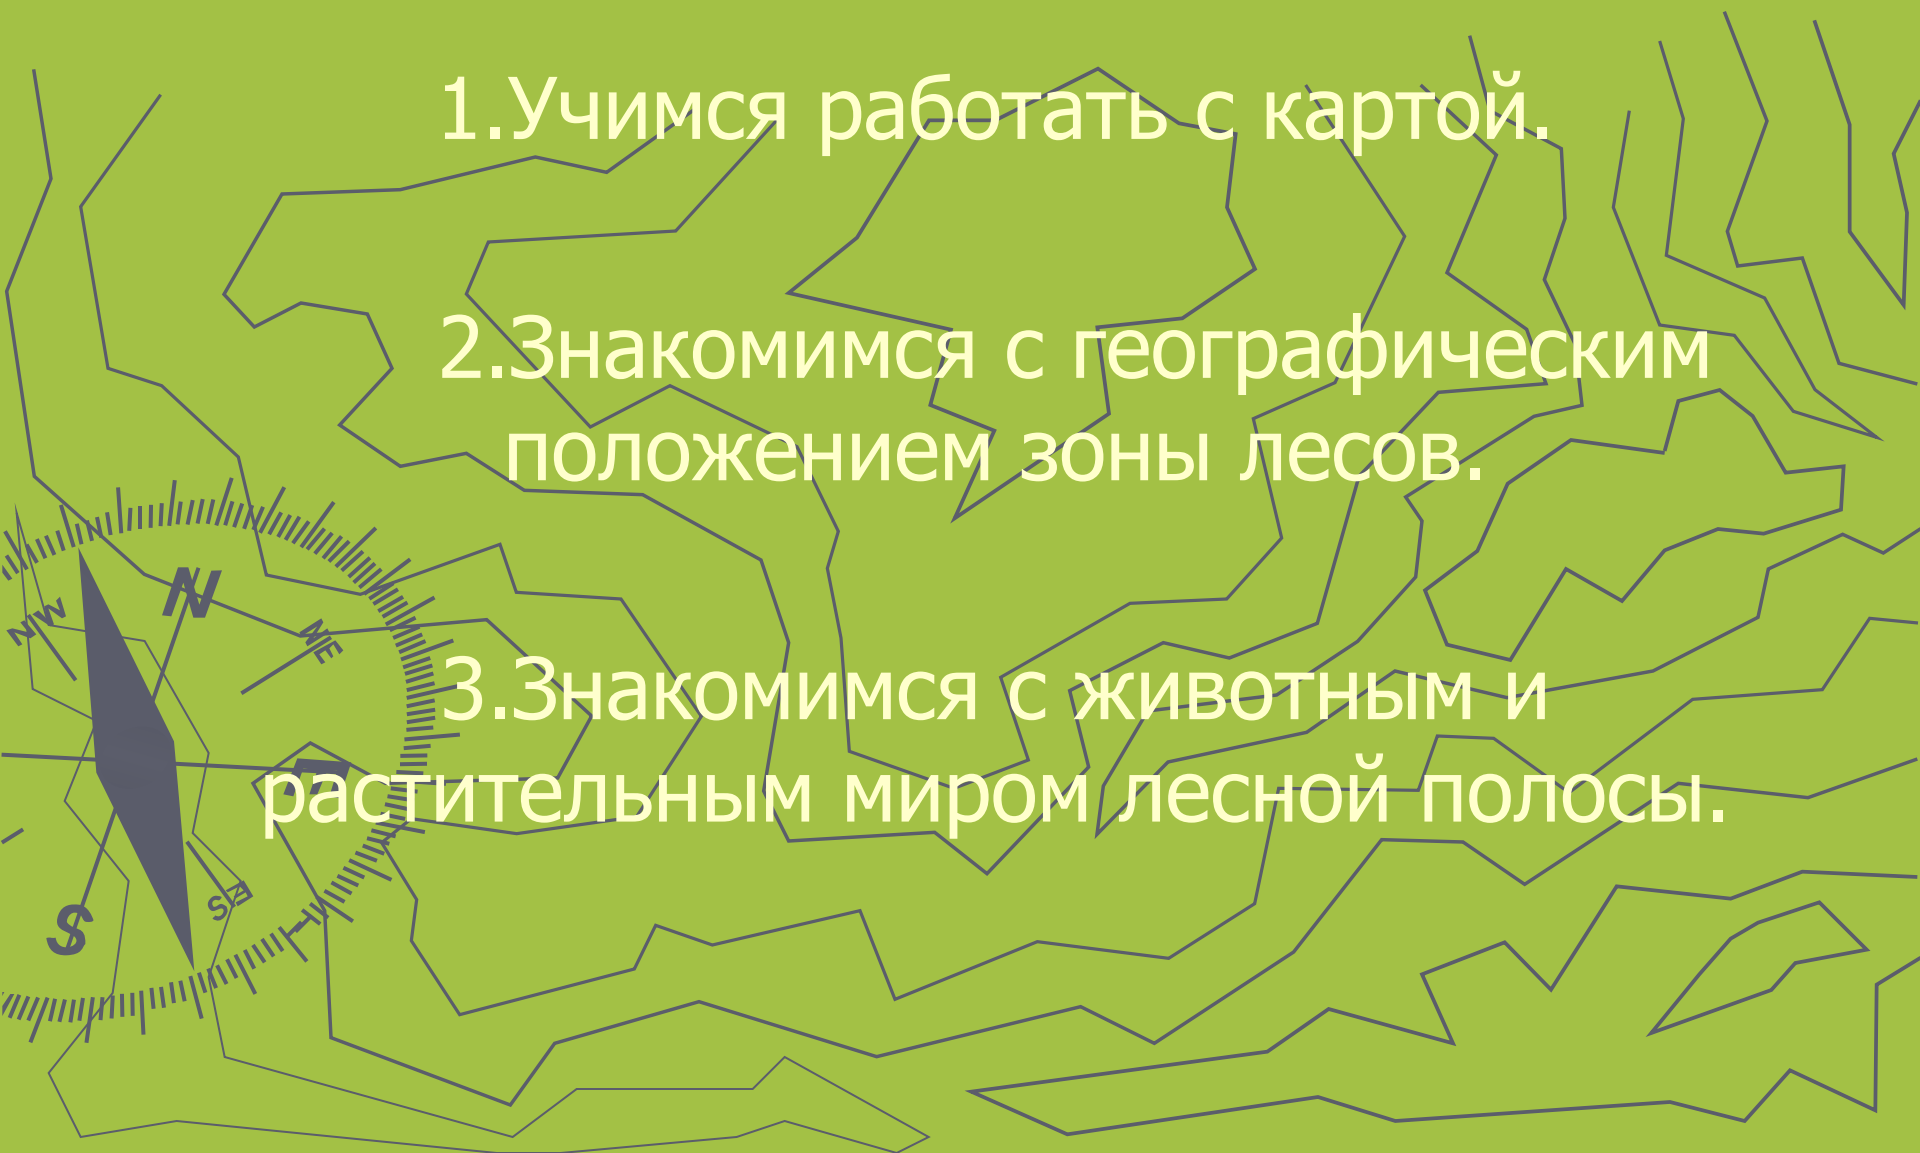 1.Учимся работать с картой.
2.Знакомимся с географическим
положением зоны лесов.
3.Знакомимся с животным и
растительным миром лесной полосы.
N
NW
NE
E
SE
S